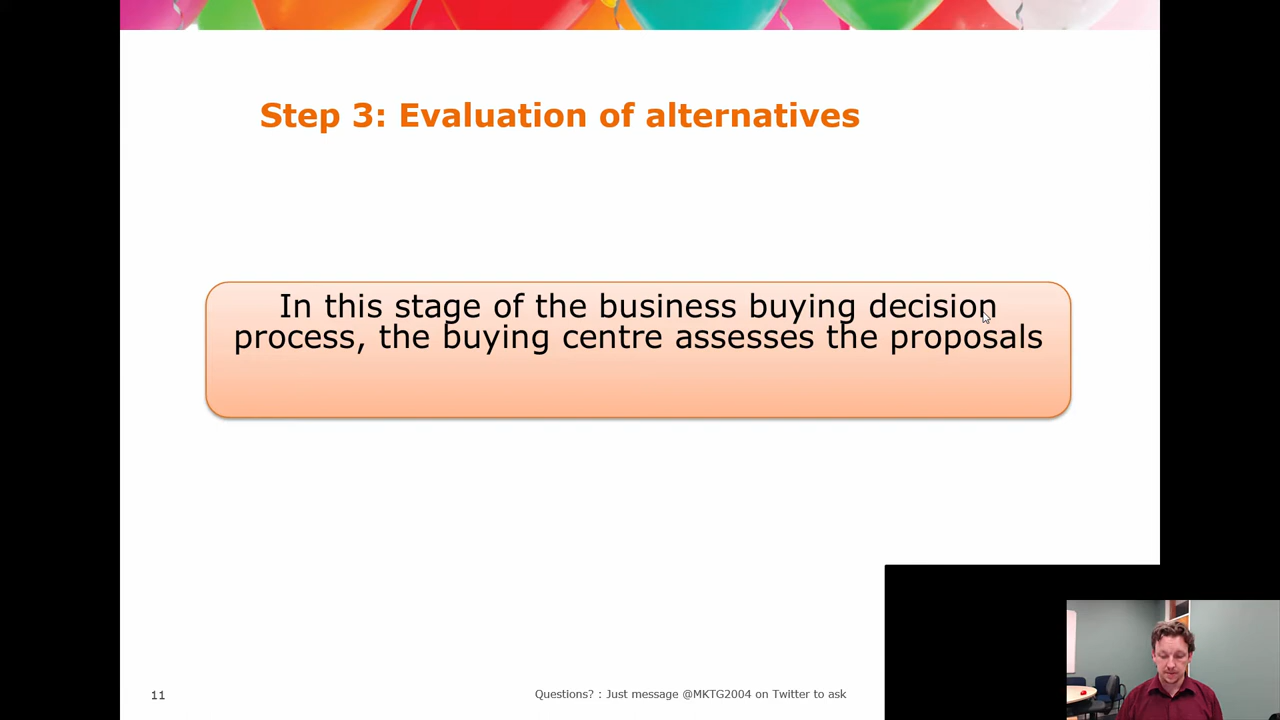 Step 3: Evaluation of alternatives
In this stage of the business buying decision
process, the buying centre assesses the proposals
11
Questions? : Just message @MKTG2004 on Twitter to ask